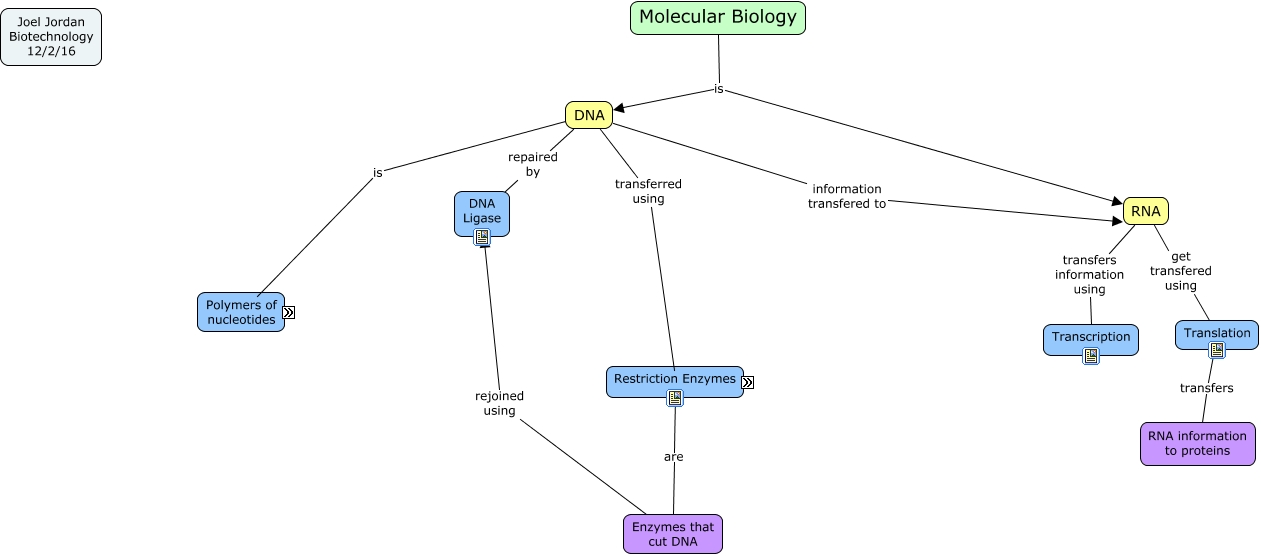 Joel Jordan
Biotechnology
12/2/16
Molecular Biology
is
DNA
is
repaired
by
transferred
using
information
transfered to
DNA
Ligase
RNA
transfers
information
using
get
transfered
using
Polymers of
nucleotides
Transcription
Translation
Restriction Enzymes
transfers
rejoined
using
RNA information
to proteins
are
Enzymes that
cut DNA